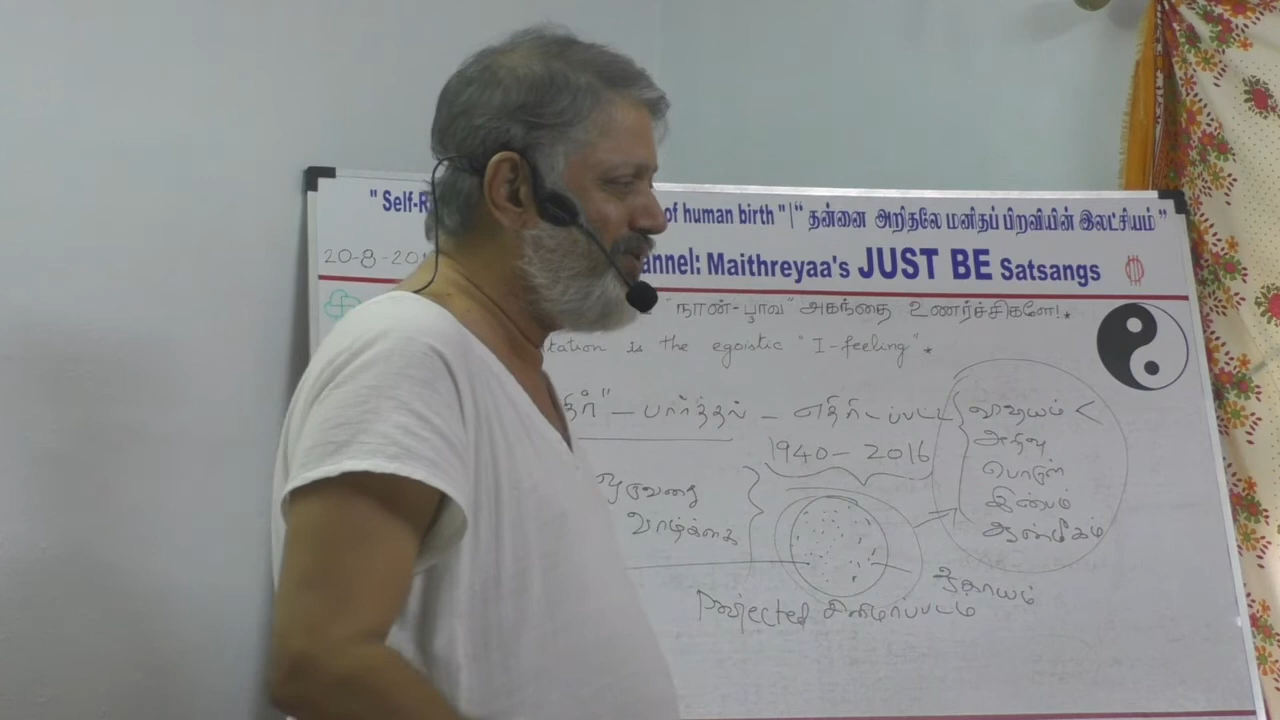 " Self-R of human birth " | “ தன்னை அறிதலே மனிதப் பிறவியின் இலட்சியம் ”
20-8-201 annel: Maithreyaa's JUST BE Satsangs
"நான்-பாவ" அகந்தை உணர்ச்சிகளே!*
tation is the egoistic "I-feeling"*
திர்" - பார்த்தல் - எதிர்-ப்பட்ட
1940 - 2016
அறிவு
பொருள்
இன்பம்
ஆன்மீகம்
வாழ்க்கை
ஆகாயம்
Projected சினிமாப்படம்